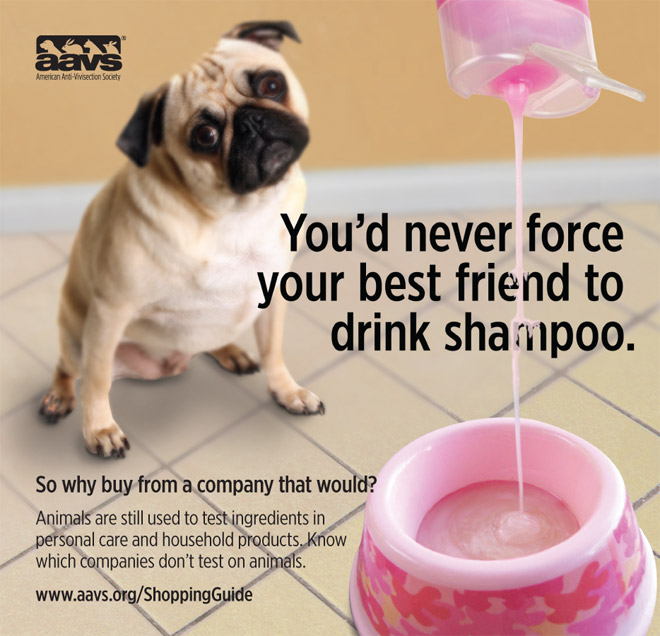 aavs®
American Anti-Vivisection Society
You'd never force
your best friend to
drink shampoo.
So why buy from a company that would?
Animals are still used to test ingredients in
personal care and household products. Know
which companies don't test on animals.
www.aavs.org/ShoppingGuide